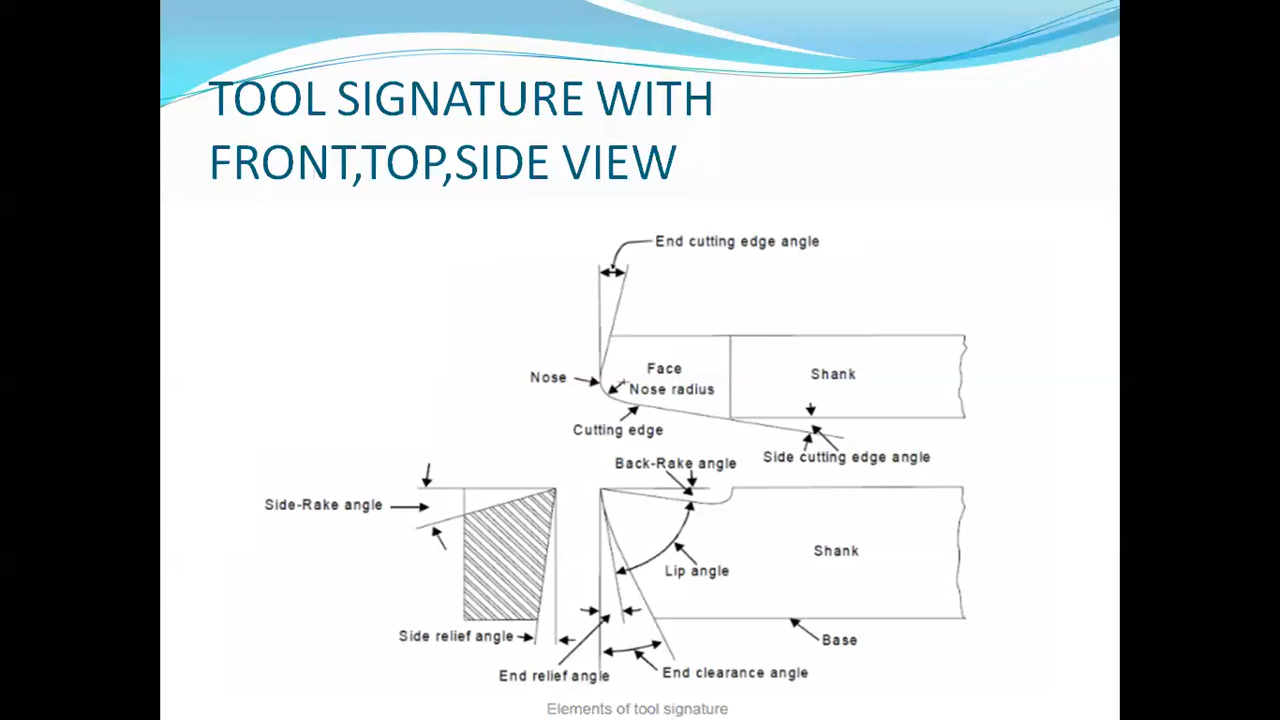 TOOL SIGNATURE WITH
FRONT,TOP,SIDE VIEW
End cutting edge angle
Face
Shank
Nose
Nose radius
Cutting edge
Side cutting edge angle
Back-Rake angle
Side-Rake angle
Shank
Lip angle
Side relief angle
Base
End relief angle
End clearance angle
Elements of tool signature